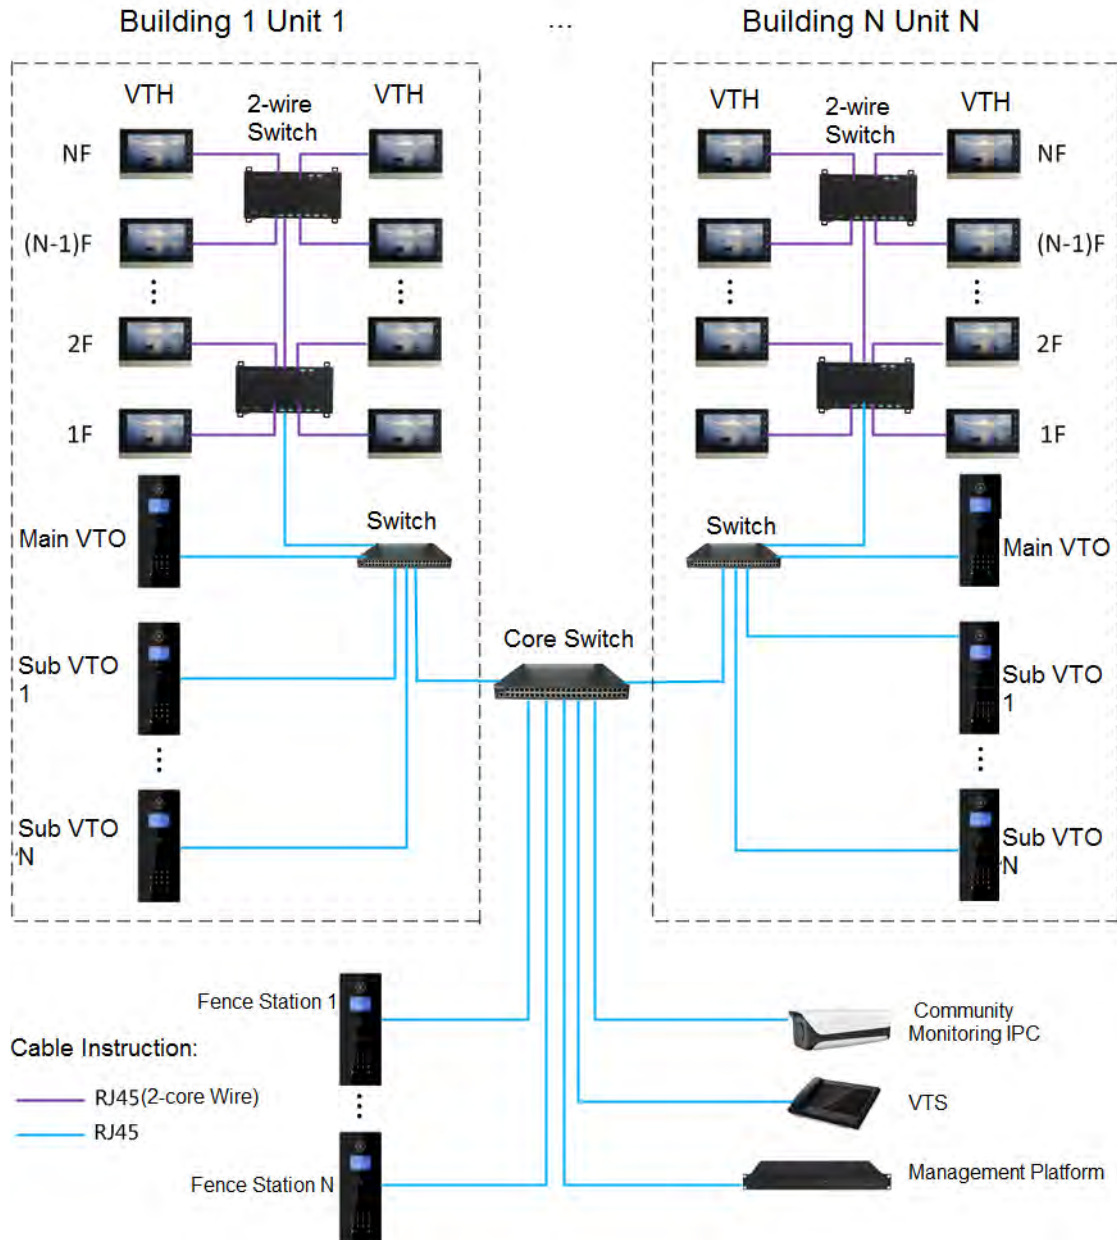 Building 1 Unit 1
...
Building N Unit N
VTH
2-wire
Switch
VTH
NF
(N-1)F
2F
1F
Main VTO
Switch
Sub VTO
1
Sub VTO
N
VTH
2-wire
Switch
VTH
NF
(N-1)F
2F
1F
Switch
Main VTO
Sub VTO
1
Sub VTO
N
Core Switch
Fence Station 1
Fence Station N
Community
Monitoring IPC
VTS
Management Platform
Cable Instruction:
RJ45(2-core Wire)
RJ45